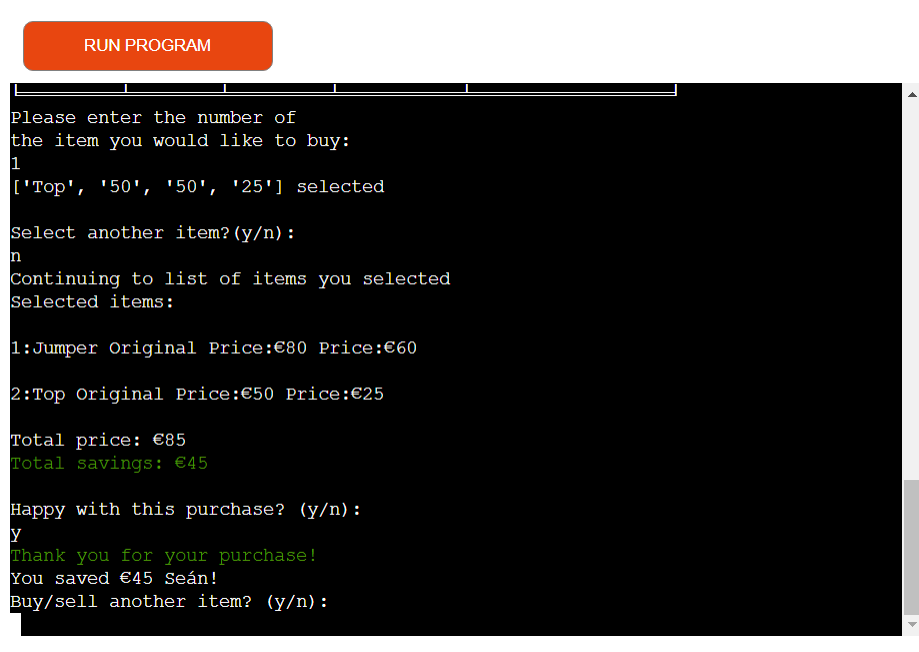 RUN PROGRAM
Please enter the number of
the item you would like to buy:
1
['Top', '50', '50', '25'] selected
Select another item?(y/n):
n
Continuing to list of items you selected
Selected items:
1:Jumper Original Price:€80 Price:€60
2:Top Original Price:€50 Price:€25
Total price: €85
Total savings: €45
Happy with this purchase? (y/n):
y
Thank you for your purchase!
You saved €45 Seán!
Buy/sell another item? (y/n):